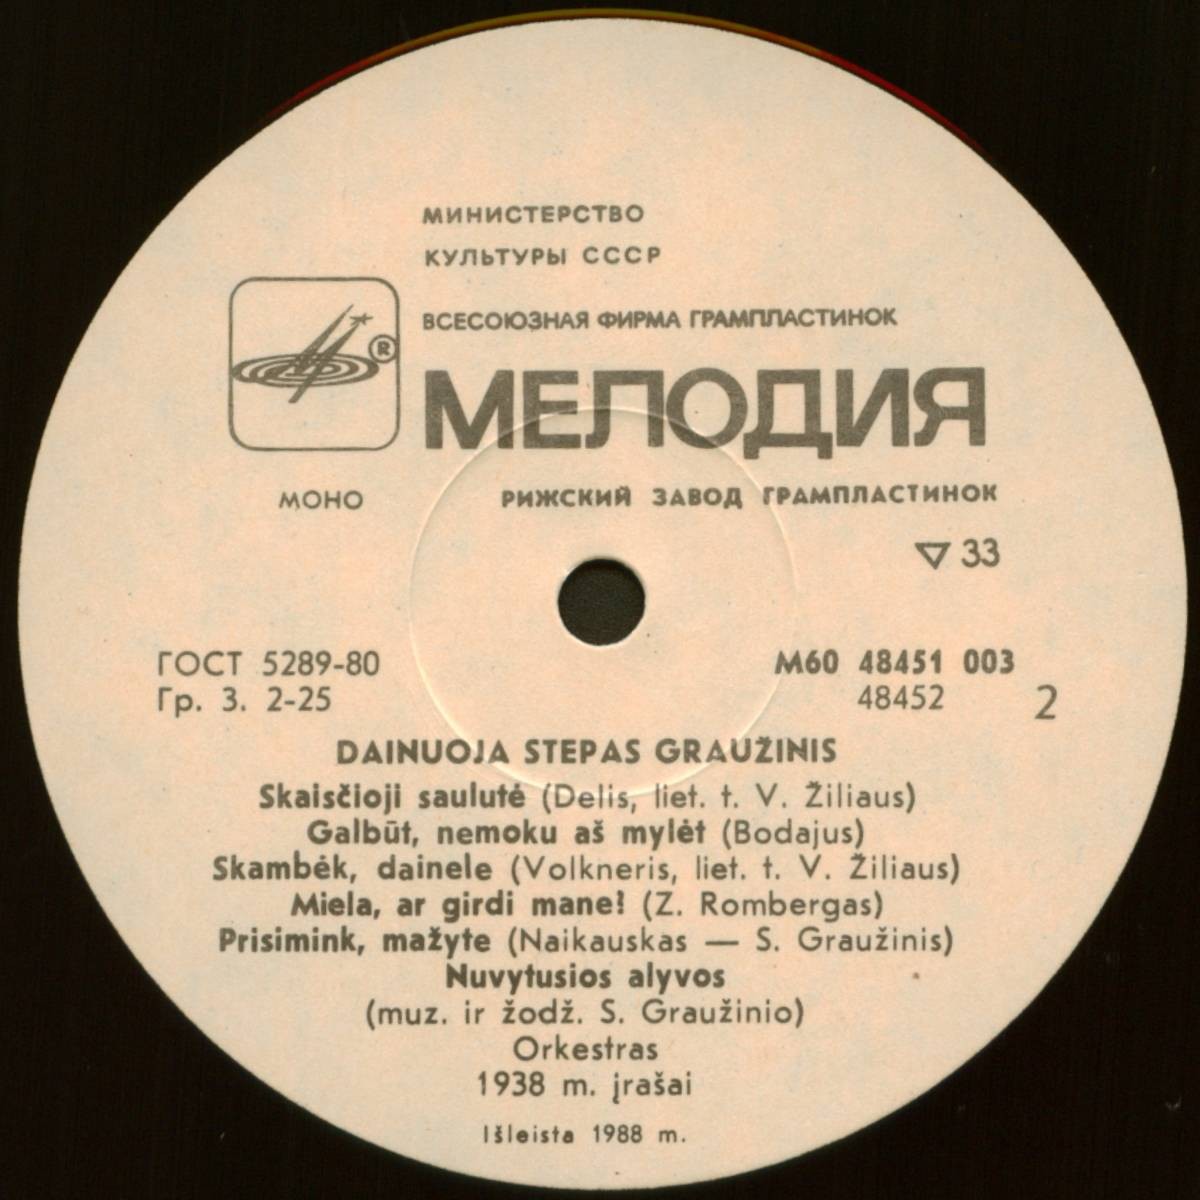 МИНИСТЕРСТВО
КУЛЬТУРЫ СССР
ВСЕСОЮЗНАЯ ФИРМА ГРАМПЛАСТИНОК
®
МЕЛОДИЯ
МОНО РИЖСКИЙ ЗАВОД ГРАМПЛАСТИНОК
▽ 33
ГОСТ 5289-80 М60 48451 003
Гр. 3. 2-25 48452 2
DAINUOJA STEPAS GRAUŽINIS
Skaisčioji saulutė (Delis, liet. t. V. Žiliaus)
Galbūt, nemoku aš mylėt (Bodajus)
Skambėk, dainele (Volkneris, liet. t. V. Žiliaus)
Miela, ar girdi mane! (Z. Rombergas)
Prisimink, mažyte (Naikauskas — S. Graužinis)
Nuvytusios alyvos
(muz. ir žodž. S. Graužinio)
Orkestras
1938 m. įrašai
Išleista 1988 m.